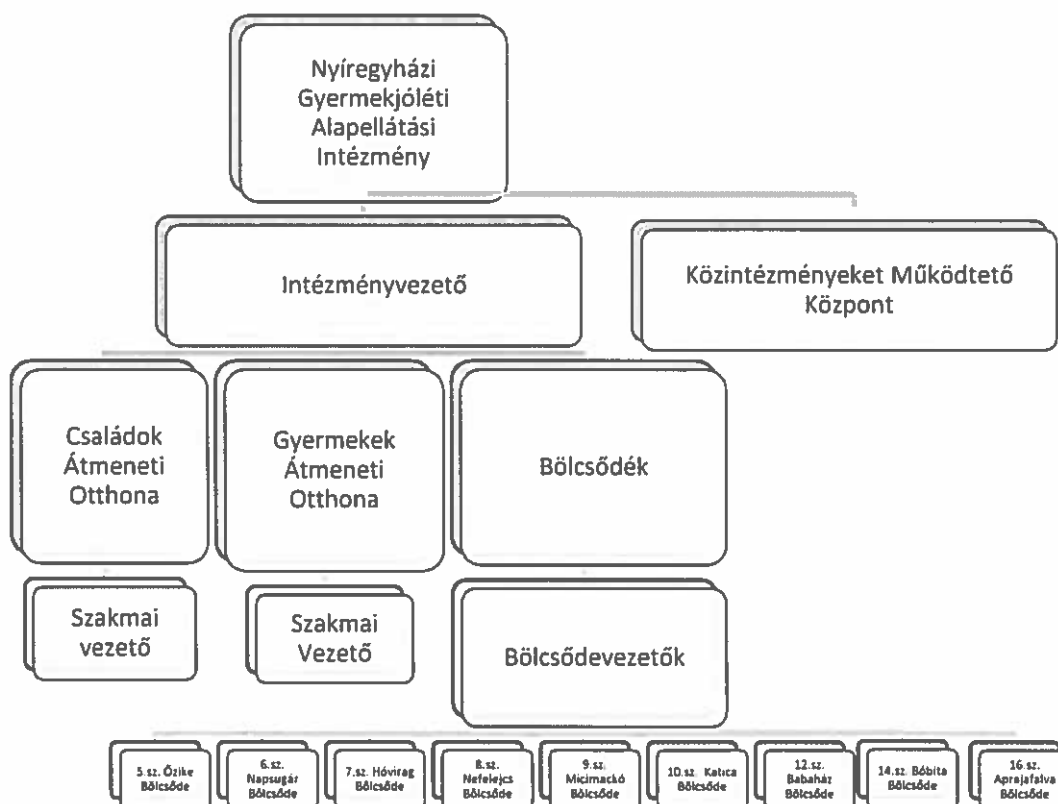 Nyíregyházi
Gyermekjóléti
Alapellátási
Intézmény
Intézményvezető
Közintézményeket Működtető
Központ
Családok
Átmeneti
Otthona
Gyermekek
Átmeneti
Otthona
Bölcsődék
Szakmai
vezető
Szakmai
Vezető
Bölcsődevezetők
5.sz. Őzike
Bölcsőde
6.sz.
Napsugár
Bölcsőde
7.sz. Hóvirag
Bölcsőde
8.sz.
Nefelejcs
Bölcsőde
9.sz.
Micimackó
Bölcsőde
10.sz. Katica
Bölcsőde
12.sz.
Babaház
Bölcsőde
14.sz. Bóbita
Bölcsőde
16.sz.
Aprajafalva
Bölcsőde